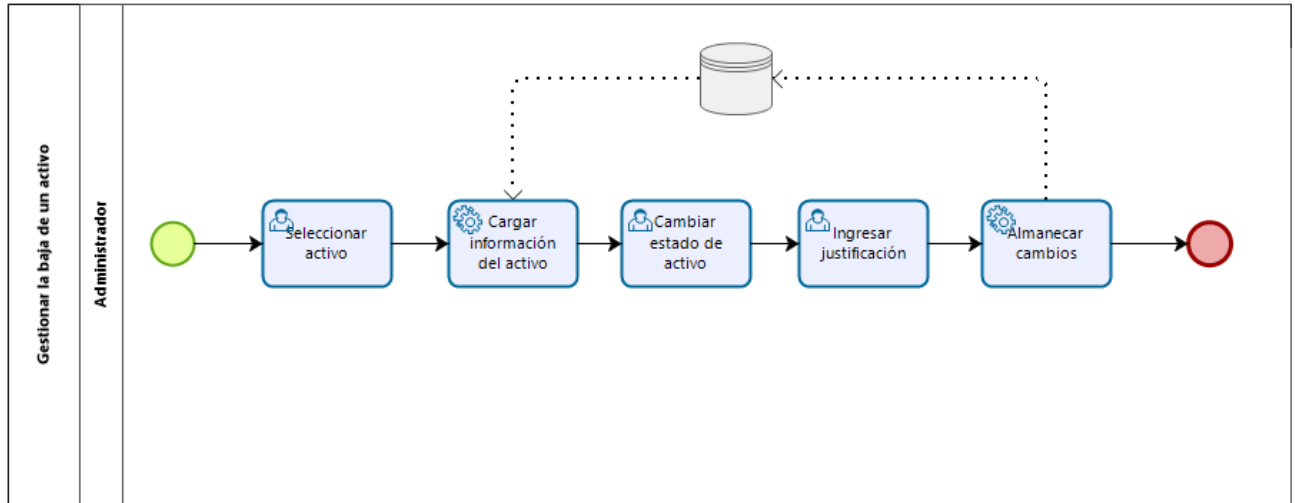 Gestionar la baja de un activo
Administrador
Seleccionar
activo
Cargar
información
del activo
Cambiar
estado de
activo
Ingresar
justificación
Almanecar
cambios